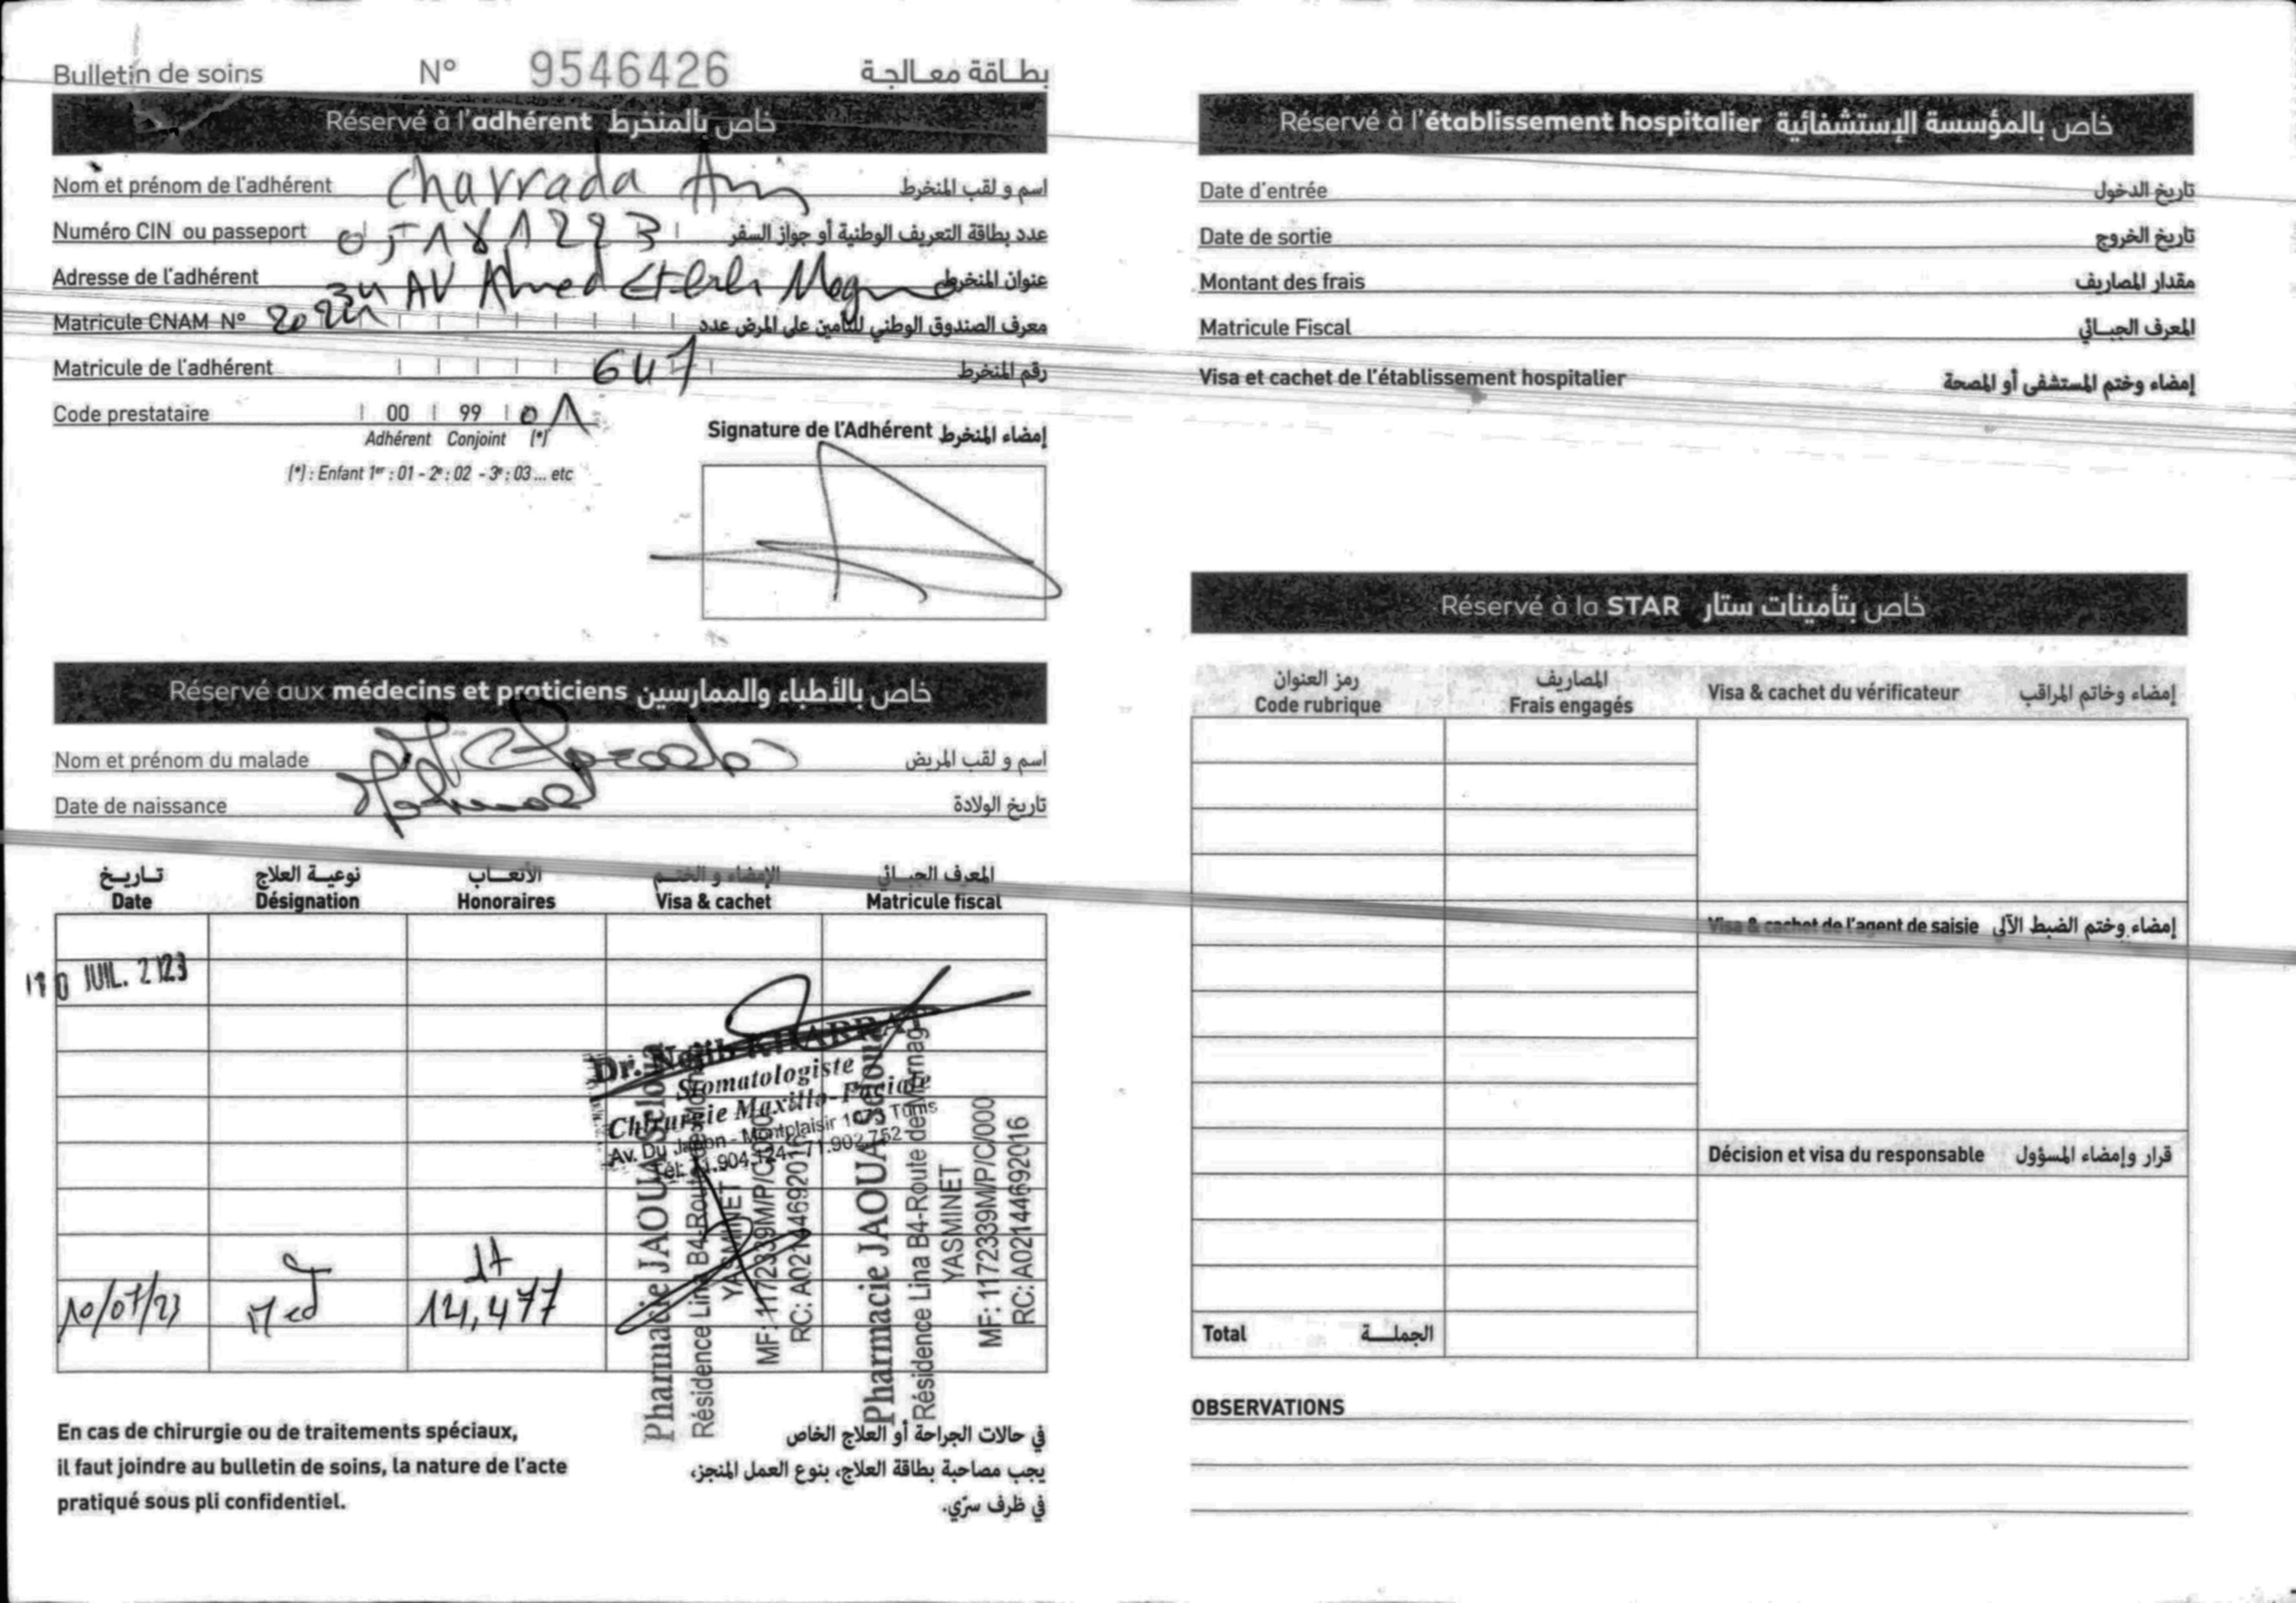 Bulletin de soins N° 9546426 بطاقة معالجة
Réservé à l'adhérent خاص بالمنخرط
Nom et prénom de l'adhérent Charrada اسم و لقب المنخرط
Numéro CIN ou passeport عدد بطاقة التعريف الوطنية أو جواز السفر
Adresse de l'adhérent 34 AV Ahmed عنوان المنخرط
Matricule CNAM N° معرف الصندوق الوطني للتأمين على المرض عدد
Matricule de l'adhérent 647 رقم المنخرط
Code prestataire 00 99 01
Adhérent Conjoint (*)
(*) : Enfant 1er : 01 - 2e : 02 - 3e : 03 ... etc
Signature de l'Adhérent إمضاء المنخرط
Réservé aux médecins et praticiens خاص بالأطباء والممارسين
Nom et prénom du malade اسم و لقب المريض
Date de naissance تاريخ الولادة
تاريخ نوعية العلاج الأتعاب الإمضاء و الختم المعرف الجبائي
Date Désignation Honoraires Visa & cachet Matricule fiscal
10 JUIL. 2023
Dr. Nejib KHARRAT
Stomatologiste
Chirurgie Maxillo-Faciale
Av. Du Japon - Montplaisir 1073 Tunis
71.902.752
10/07/23 Med 14,477
Pharmacie JAOUA Seloua
Résidence Lina B4-Route de Mornag
YASMINET
MF: 1172339M/P/C/000
RC: A02144692016
Pharmacie JAOUA Seloua
Résidence Lina B4-Route de Mornag
YASMINET
MF: 1172339M/P/C/000
RC: A02144692016
En cas de chirurgie ou de traitements spéciaux,
il faut joindre au bulletin de soins, la nature de l'acte
pratiqué sous pli confidentiel.
في حالات الجراحة أو العلاج الخاص
يجب مصاحبة بطاقة العلاج، بنوع العمل المنجز،
في ظرف سرّي.
Réservé à l'établissement hospitalier خاص بالمؤسسة الإستشفائية
Date d'entrée تاريخ الدخول
Date de sortie تاريخ الخروج
Montant des frais مقدار المصاريف
Matricule Fiscal المعرف الجبائي
Visa et cachet de l'établissement hospitalier إمضاء وختم المستشفى أو المصحة
Réservé à la STAR خاص بتأمينات ستار
رمز العنوان المصاريف
Code rubrique Frais engagés Visa & cachet du vérificateur إمضاء وخاتم المراقب
Visa & cachet de l'agent de saisie إمضاء وختم الضبط الآلي
Décision et visa du responsable قرار وإمضاء المسؤول
Total الجملة
OBSERVATIONS